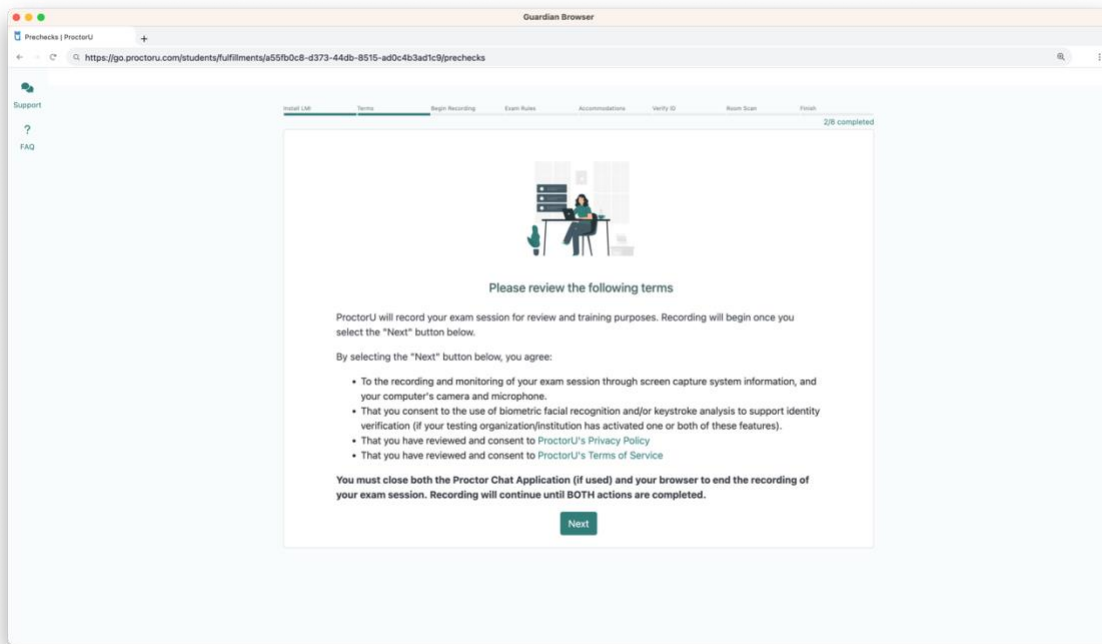 Guardian Browser
Prechecks | ProctorU
https://go.proctoru.com/students/fulfillments/a55fb0c8-d373-44db-8515-ad0c4b3ad1c9/prechecks
Support
?
FAQ
Install LMI Terms Begin Recording Exam Rules Accommodations Verify ID Room Scan Finish
2/8 completed
Please review the following terms
ProctorU will record your exam session for review and training purposes. Recording will begin once you
select the "Next" button below.
By selecting the "Next" button below, you agree:
• To the recording and monitoring of your exam session through screen capture system information, and
your computer's camera and microphone.
• That you consent to the use of biometric facial recognition and/or keystroke analysis to support identity
verification (if your testing organization/institution has activated one or both of these features).
• That you have reviewed and consent to ProctorU's Privacy Policy
• That you have reviewed and consent to ProctorU's Terms of Service
You must close both the Proctor Chat Application (if used) and your browser to end the recording of
your exam session. Recording will continue until BOTH actions are completed.
Next